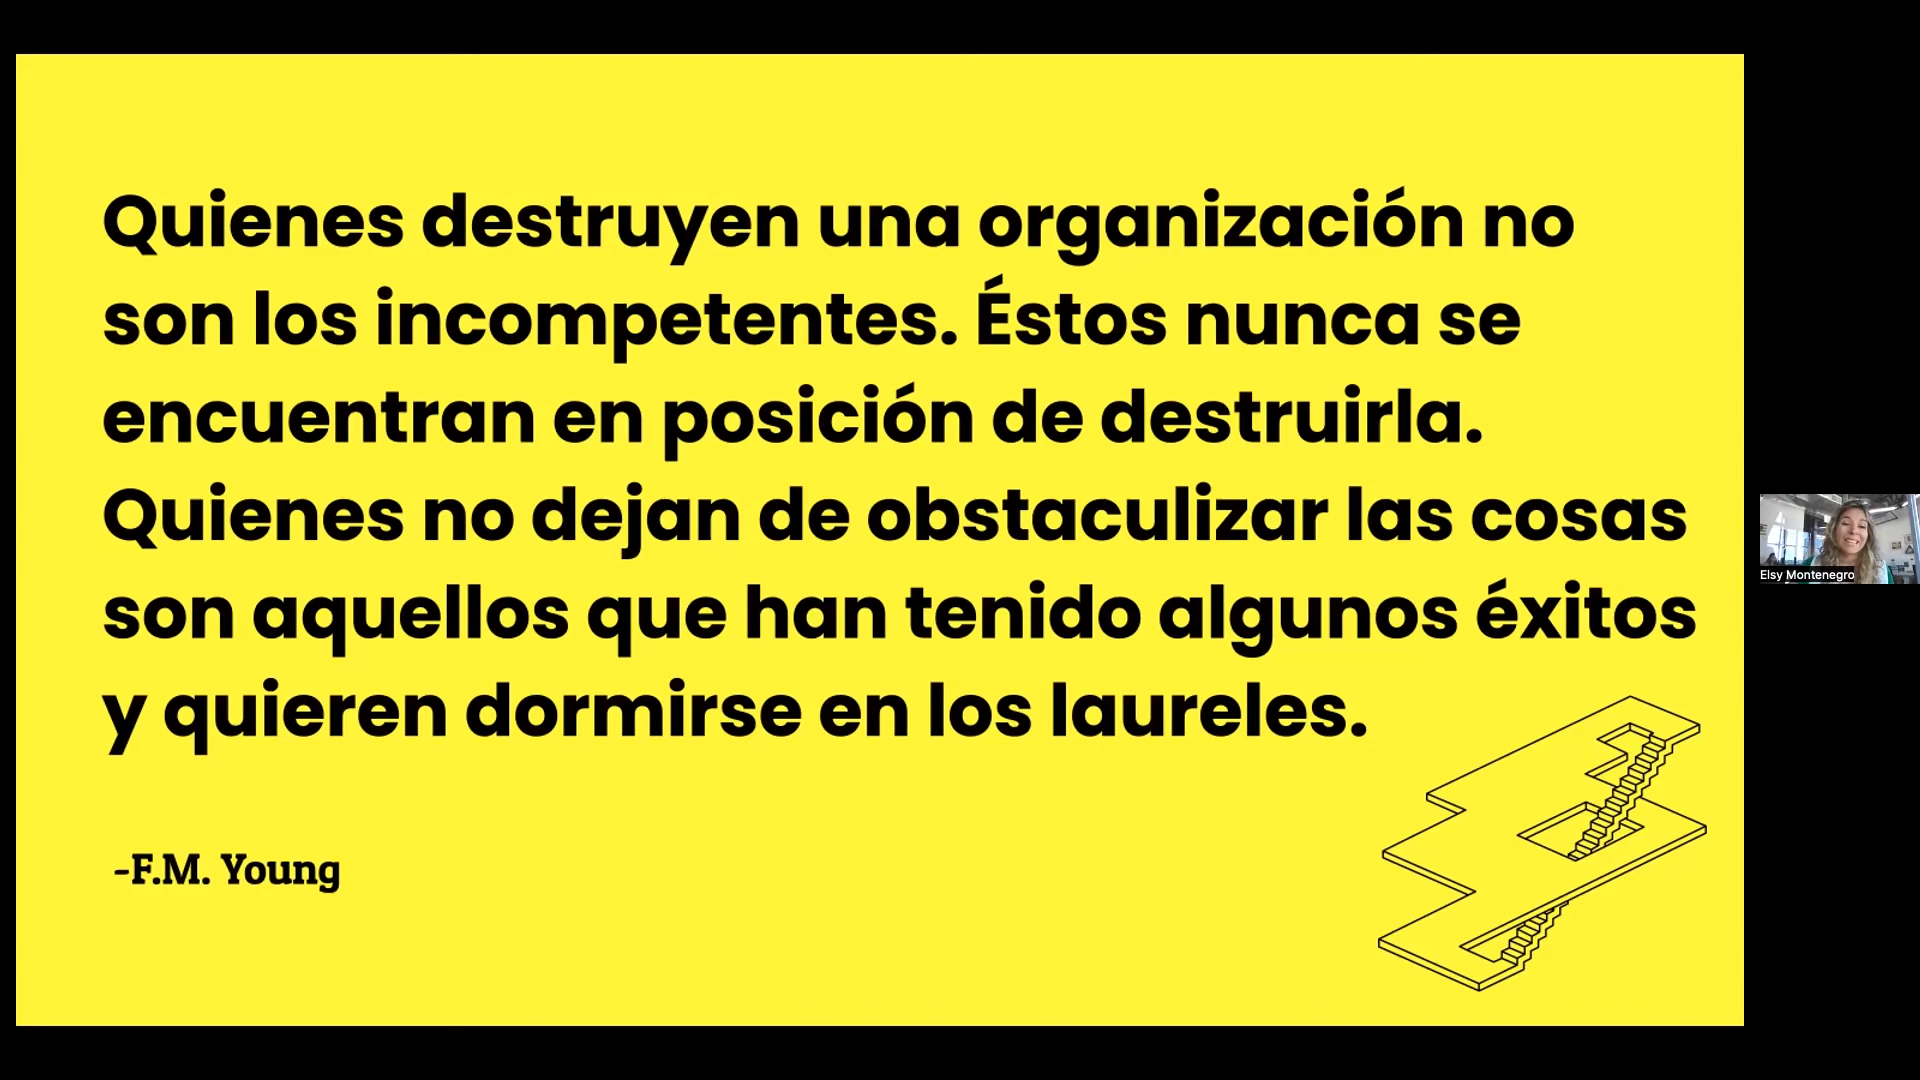 Quienes destruyen una organización no
son los incompetentes. Éstos nunca se
encuentran en posición de destruirla.
Quienes no dejan de obstaculizar las cosas
son aquellos que han tenido algunos éxitos
y quieren dormirse en los laureles.
-F.M. Young
Elsy Montenegro